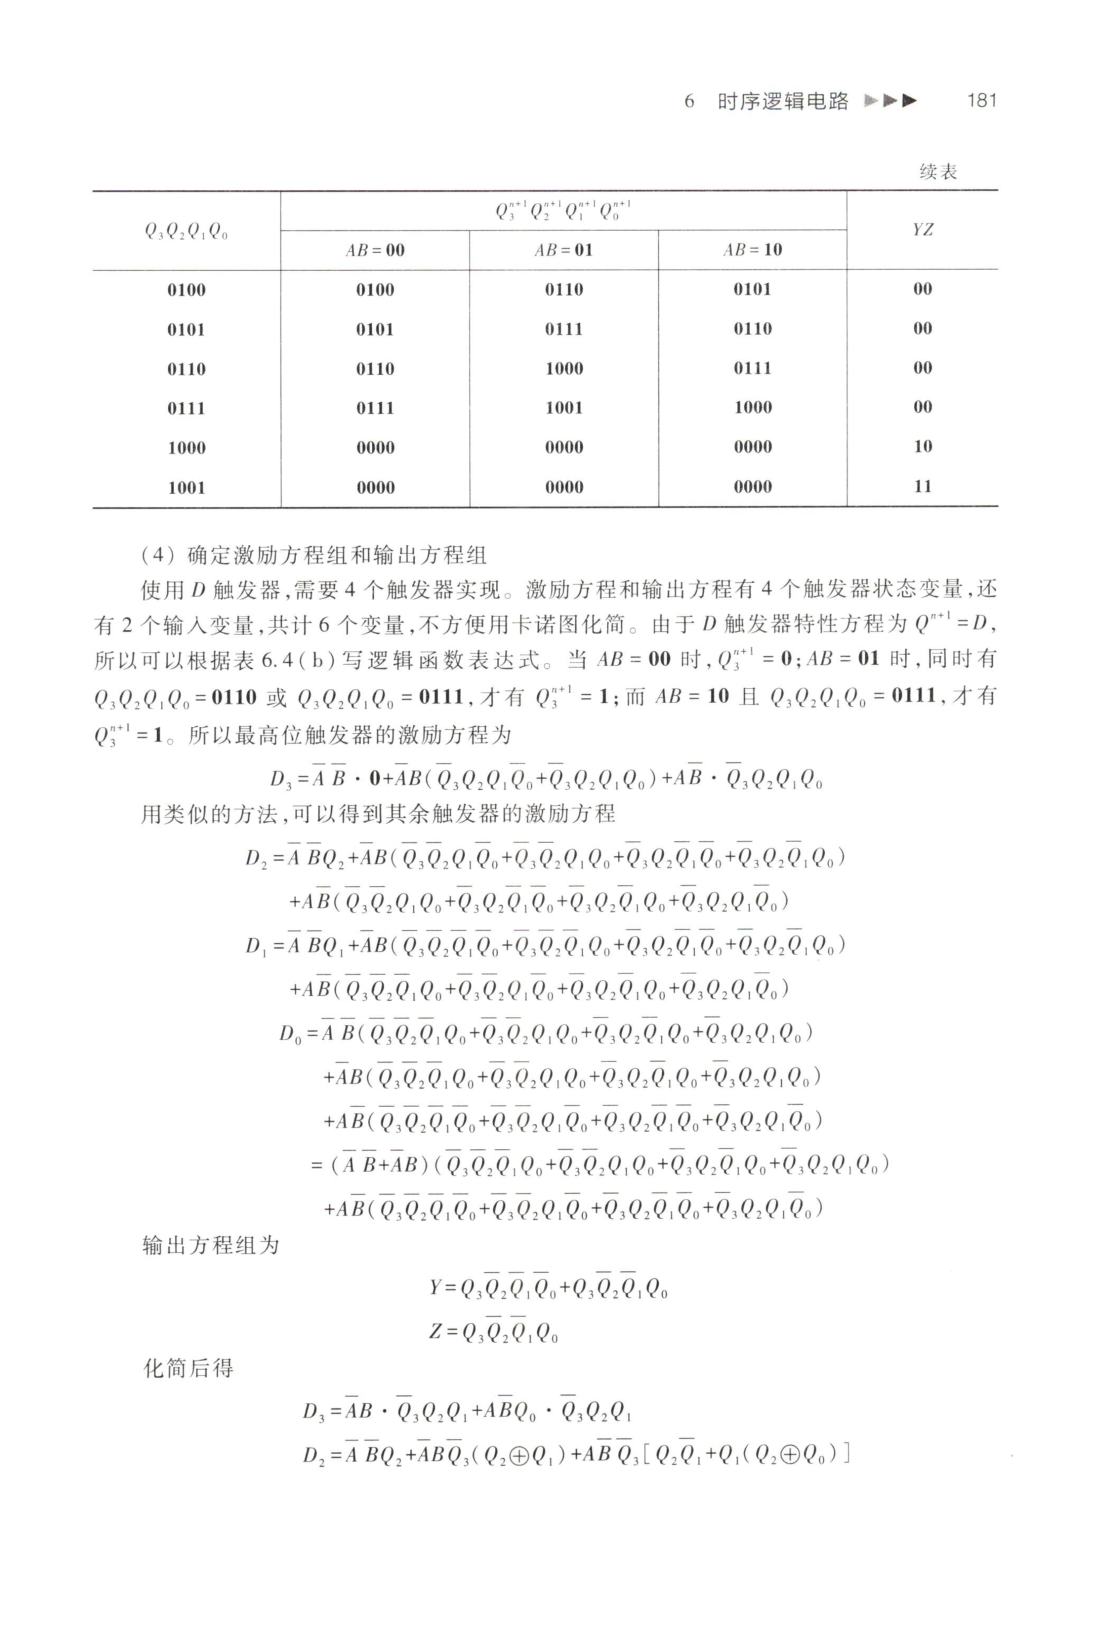 6 时序逻辑电路 ▶▶▶ 181
续表
Q₃Q₂Q₁Q₀ Q₃ⁿ⁺¹Q₂ⁿ⁺¹Q₁ⁿ⁺¹Q₀ⁿ⁺¹ YZ
AB=00 AB=01 AB=10
0100 0100 0110 0101 00
0101 0101 0111 0110 00
0110 0110 1000 0111 00
0111 0111 1001 1000 00
1000 0000 0000 0000 10
1001 0000 0000 0000 11
(4) 确定激励方程组和输出方程组
使用 D 触发器,需要 4 个触发器实现。激励方程和输出方程有 4 个触发器状态变量,还
有 2 个输入变量,共计 6 个变量,不方便用卡诺图化简。由于 D 触发器特性方程为 Qⁿ⁺¹=D,
所以可以根据表 6.4(b)写逻辑函数表达式。当 AB=00 时,Q₃ⁿ⁺¹=0;AB=01 时,同时有
Q₃Q₂Q₁Q₀=0110 或 Q₃Q₂Q₁Q₀=0111,才有 Q₃ⁿ⁺¹=1;而 AB=10 且 Q₃Q₂Q₁Q₀=0111,才有
Q₃ⁿ⁺¹=1。所以最高位触发器的激励方程为
D₃=A̅ B̅·0+A̅B(Q̅₃Q₂Q₁Q̅₀+Q̅₃Q₂Q₁Q₀)+AB̅·Q̅₃Q₂Q₁Q₀
用类似的方法,可以得到其余触发器的激励方程
D₂=A̅ B̅Q₂+A̅B(Q̅₃Q̅₂Q₁Q̅₀+Q̅₃Q̅₂Q₁Q₀+Q̅₃Q₂Q̅₁Q̅₀+Q̅₃Q₂Q̅₁Q₀)
+AB̅(Q̅₃Q̅₂Q₁Q₀+Q̅₃Q₂Q̅₁Q̅₀+Q̅₃Q₂Q̅₁Q₀+Q̅₃Q₂Q₁Q̅₀)
D₁=A̅ B̅Q₁+A̅B(Q̅₃Q̅₂Q̅₁Q̅₀+Q̅₃Q̅₂Q̅₁Q₀+Q̅₃Q₂Q̅₁Q̅₀+Q̅₃Q₂Q̅₁Q₀)
+AB̅(Q̅₃Q̅₂Q̅₁Q₀+Q̅₃Q̅₂Q₁Q̅₀+Q̅₃Q₂Q̅₁Q₀+Q̅₃Q₂Q₁Q̅₀)
D₀=A̅ B̅(Q̅₃Q̅₂Q̅₁Q₀+Q̅₃Q̅₂Q₁Q₀+Q̅₃Q₂Q̅₁Q₀+Q̅₃Q₂Q₁Q₀)
+A̅B(Q̅₃Q̅₂Q̅₁Q₀+Q̅₃Q̅₂Q₁Q₀+Q̅₃Q₂Q̅₁Q₀+Q̅₃Q₂Q₁Q₀)
+AB̅(Q̅₃Q̅₂Q̅₁Q̅₀+Q̅₃Q̅₂Q₁Q̅₀+Q̅₃Q₂Q̅₁Q̅₀+Q̅₃Q₂Q₁Q̅₀)
=(A̅ B̅+A̅B)(Q̅₃Q̅₂Q̅₁Q₀+Q̅₃Q̅₂Q₁Q₀+Q̅₃Q₂Q̅₁Q₀+Q̅₃Q₂Q₁Q₀)
+AB̅(Q̅₃Q̅₂Q̅₁Q̅₀+Q̅₃Q̅₂Q₁Q̅₀+Q̅₃Q₂Q̅₁Q̅₀+Q̅₃Q₂Q₁Q̅₀)
输出方程组为
Y=Q₃Q̅₂Q̅₁Q̅₀+Q₃Q̅₂Q̅₁Q₀
Z=Q₃Q̅₂Q̅₁Q₀
化简后得
D₃=A̅B·Q̅₃Q₂Q₁+AB̅Q₀·Q̅₃Q₂Q₁
D₂=A̅ B̅Q₂+A̅BQ̅₃(Q₂⊕Q₁)+AB̅ Q̅₃[Q₂Q̅₁+Q₁(Q₂⊕Q₀)]